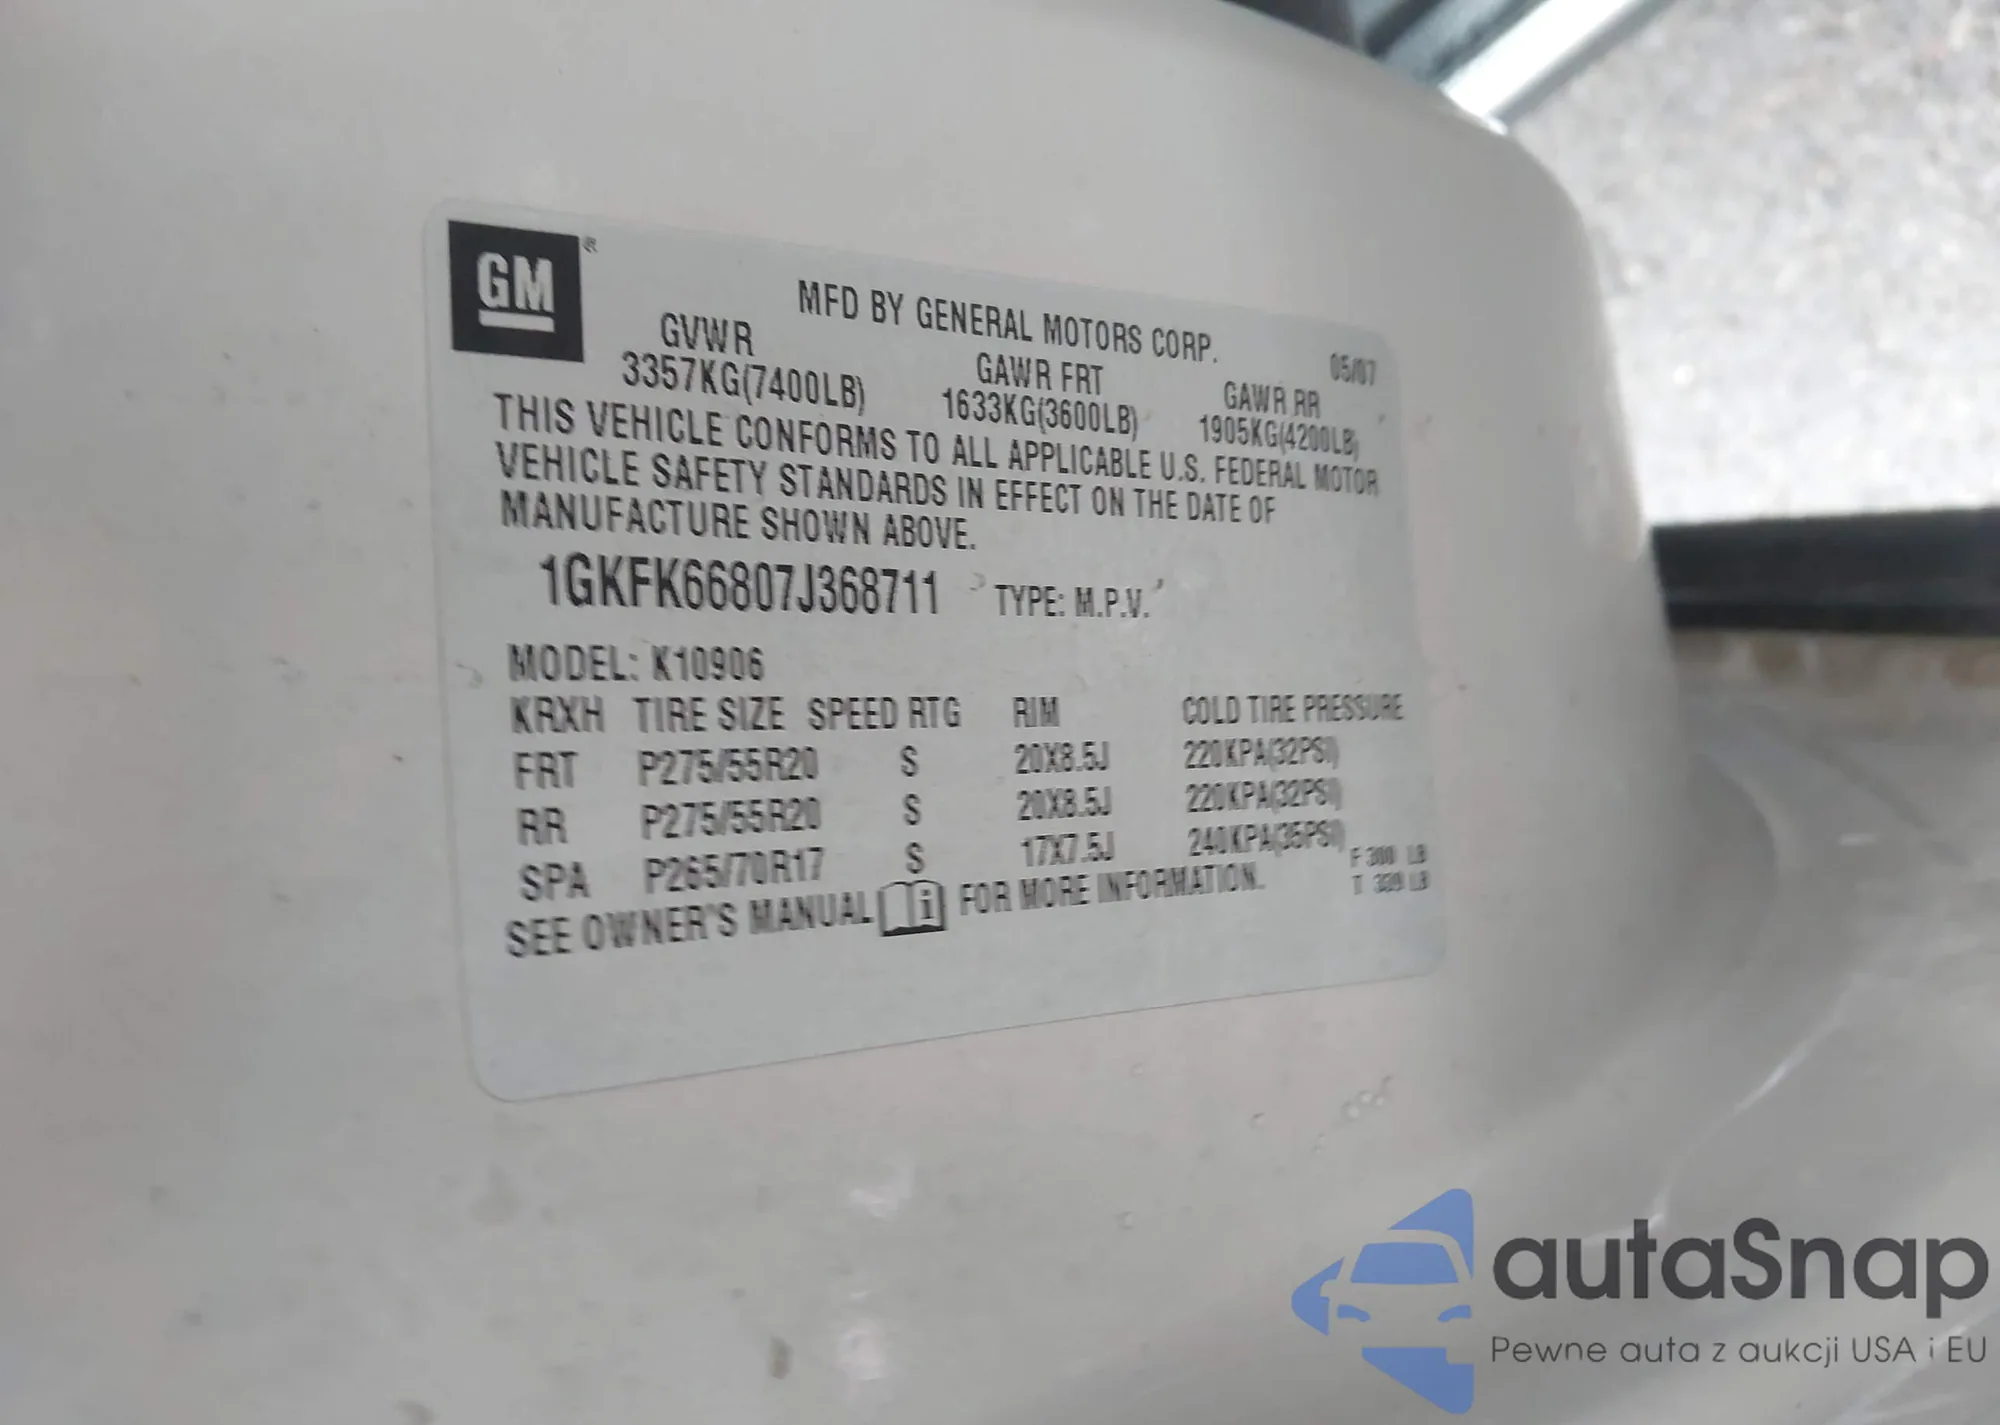 GM
MFD BY GENERAL MOTORS CORP. 05/07
GVWR GAWR FRT GAWR RR
3357KG(7400LB) 1633KG(3600LB) 1905KG(4200LB)
THIS VEHICLE CONFORMS TO ALL APPLICABLE U.S. FEDERAL MOTOR
VEHICLE SAFETY STANDARDS IN EFFECT ON THE DATE OF
MANUFACTURE SHOWN ABOVE.
1GKFK66807J368711 TYPE: M.P.V.
MODEL: K10906
KRXH TIRE SIZE SPEED RTG RIM COLD TIRE PRESSURE
FRT P275/55R20 S 20X8.5J 220KPA(32PSI)
RR P275/55R20 S 20X8.5J 220KPA(32PSI)
SPA P265/70R17 S 17X7.5J 240KPA(35PSI)
F LB
T LB
SEE OWNER'S MANUAL i FOR MORE INFORMATION.
autaSnap
Pewne auta z aukcji USA i EU